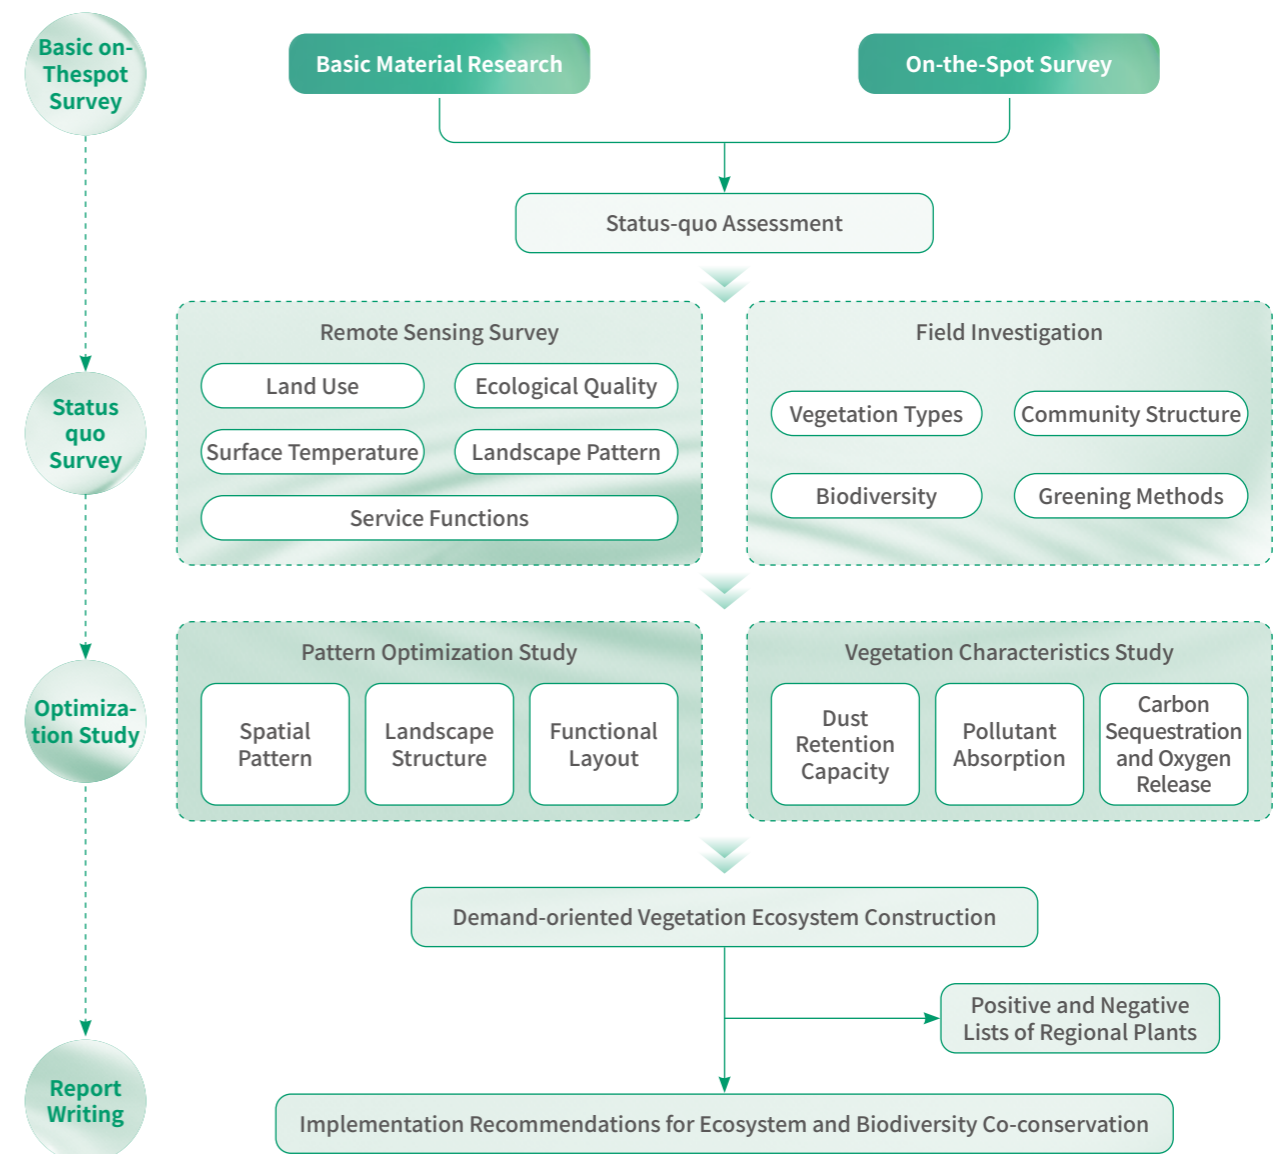 Basic on-
Thespot
Survey
Basic Material Research
On-the-Spot Survey
Status-quo Assessment
Status
quo
Survey
Remote Sensing Survey
Land Use
Ecological Quality
Surface Temperature
Landscape Pattern
Service Functions
Field Investigation
Vegetation Types
Community Structure
Biodiversity
Greening Methods
Optimiza-
tion Study
Pattern Optimization Study
Spatial
Pattern
Landscape
Structure
Functional
Layout
Vegetation Characteristics Study
Dust
Retention
Capacity
Pollutant
Absorption
Carbon
Sequestration
and Oxygen
Release
Demand-oriented Vegetation Ecosystem Construction
Positive and Negative
Lists of Regional Plants
Report
Writing
Implementation Recommendations for Ecosystem and Biodiversity Co-conservation